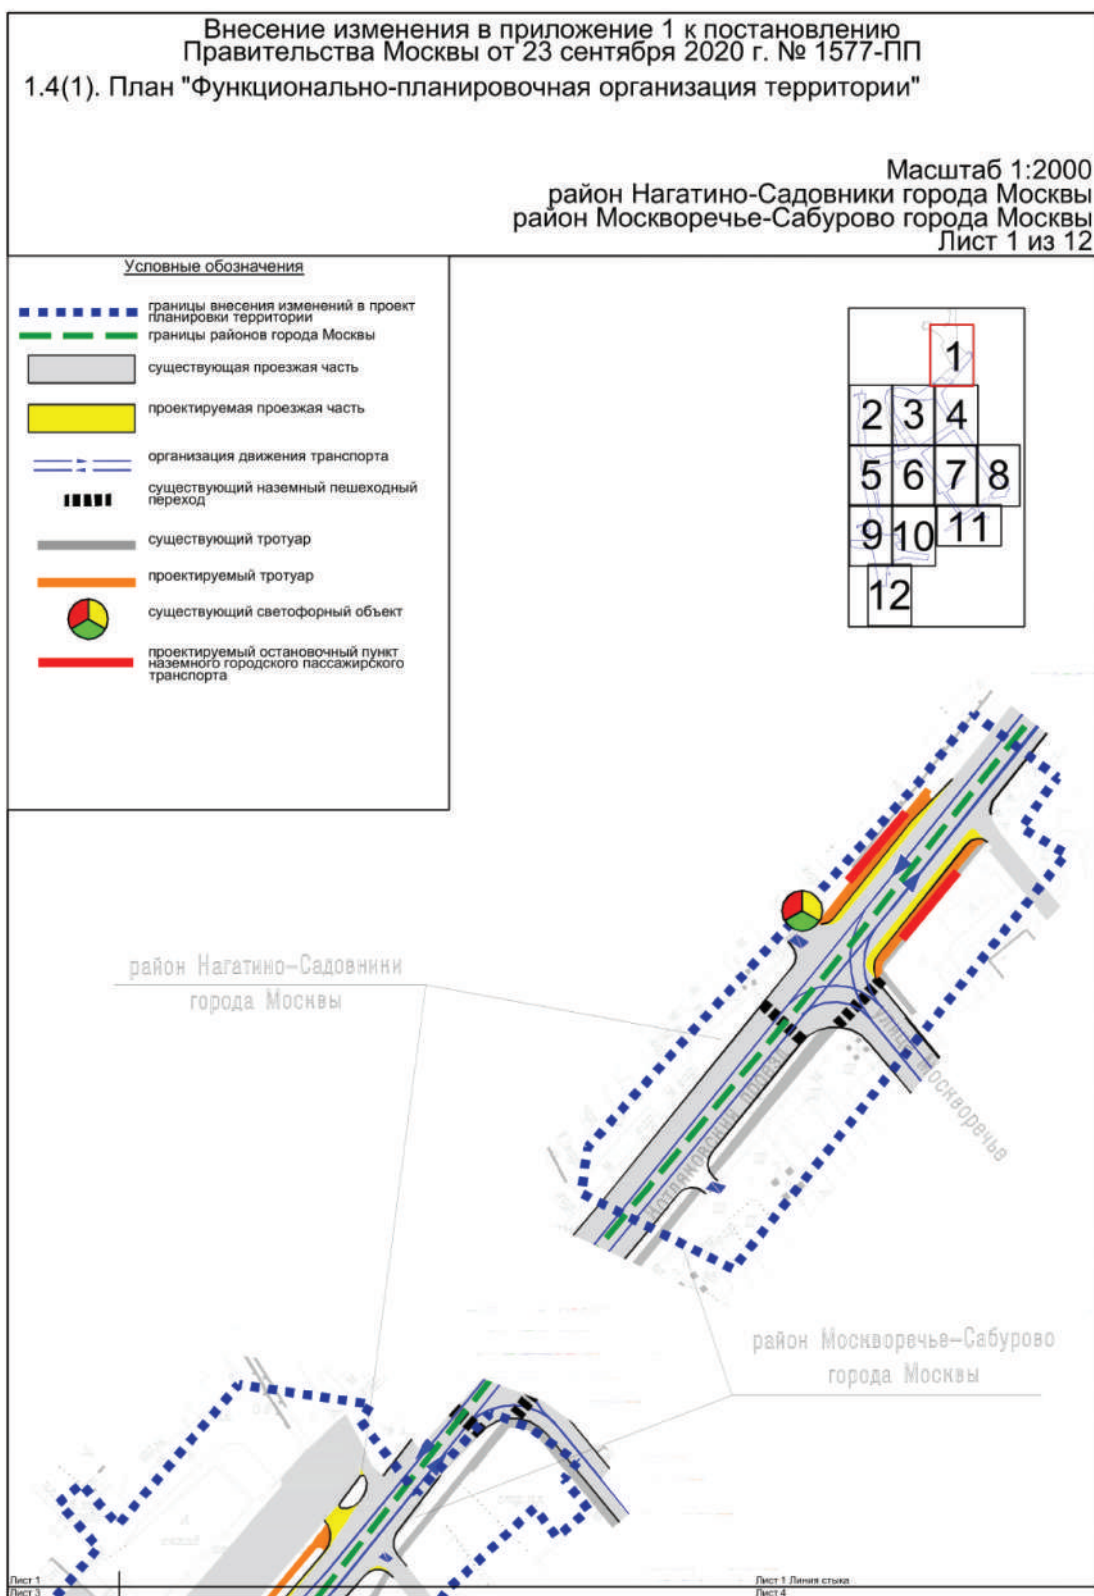 Внесение изменения в приложение 1 к постановлению
Правительства Москвы от 23 сентября 2020 г. № 1577-ПП
1.4(1). План "Функционально-планировочная организация территории"
Масштаб 1:2000
район Нагатино-Садовники города Москвы
район Москворечье-Сабурово города Москвы
Лист 1 из 12
Условные обозначения
границы внесения изменений в проект
планировки территории
границы районов города Москвы
существующая проезжая часть
проектируемая проезжая часть
организация движения транспорта
существующий наземный пешеходный
переход
существующий тротуар
проектируемый тротуар
существующий светофорный объект
проектируемый остановочный пункт
наземного городского пассажирского
транспорта
1
2 3 4
5 6 7 8
9 10 11
12
район Нагатино-Садовники
города Москвы
улица Москворечье
Котляковский проезд
район Москворечье-Сабурово
города Москвы
Лист 1
Лист 3
Лист 1 Линия стыка
Лист 4